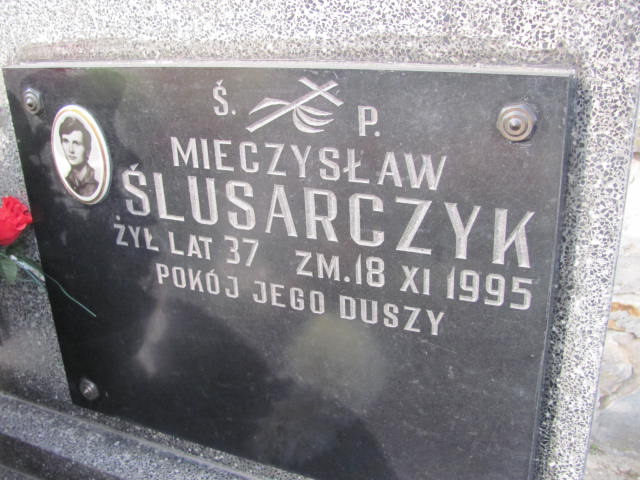 Ś. P.
MIECZYSŁAW
ŚLUSARCZYK
ŻYŁ LAT 37 ZM. 18 XI 1995
POKÓJ JEGO DUSZY